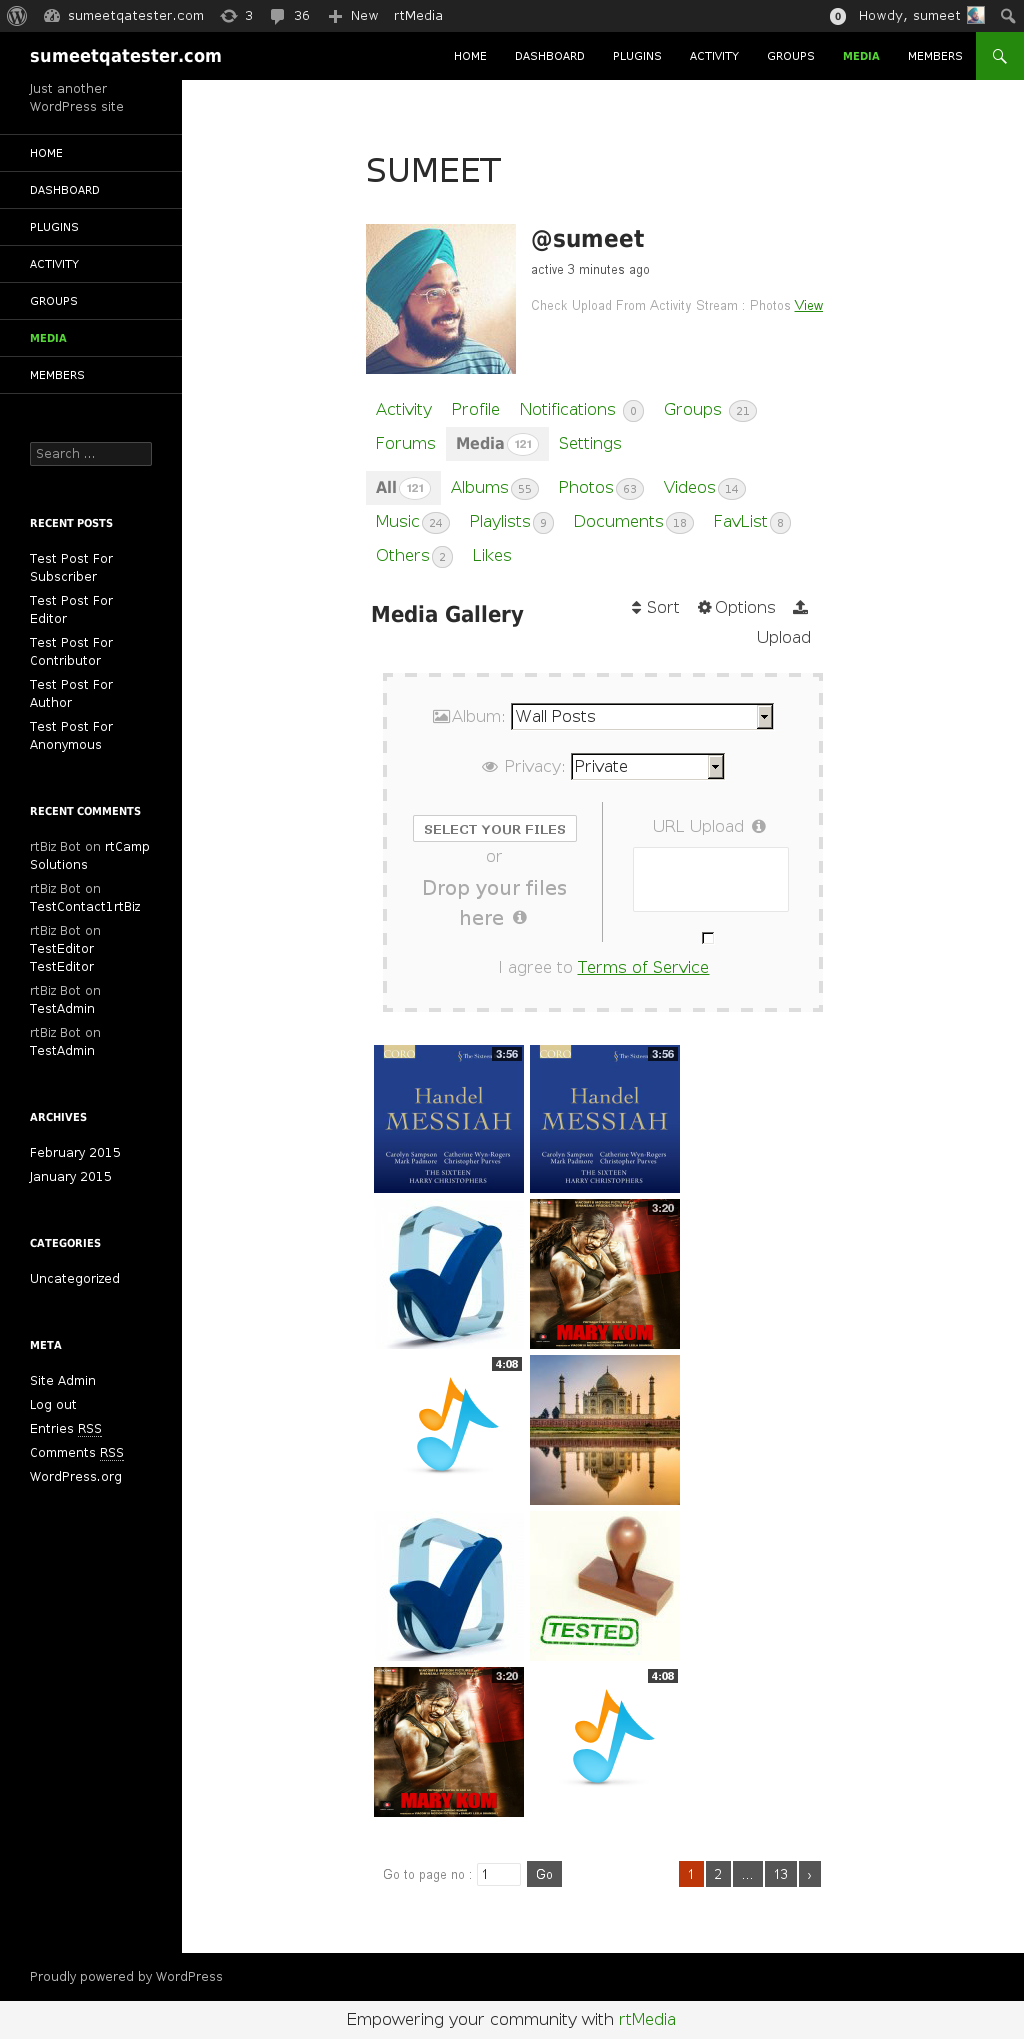 sumeetqatester.com 3 36 New rtMedia 0 Howdy, sumeet
sumeetqatester.com HOME DASHBOARD PLUGINS ACTIVITY GROUPS MEDIA MEMBERS
Just another
WordPress site
HOME
DASHBOARD
PLUGINS
ACTIVITY
GROUPS
MEDIA
MEMBERS
Search ...
RECENT POSTS
Test Post For
Subscriber
Test Post For
Editor
Test Post For
Contributor
Test Post For
Author
Test Post For
Anonymous
RECENT COMMENTS
rtBiz Bot on rtCamp
Solutions
rtBiz Bot on
TestContact1rtBiz
rtBiz Bot on
TestEditor
TestEditor
rtBiz Bot on
TestAdmin
rtBiz Bot on
TestAdmin
ARCHIVES
February 2015
January 2015
CATEGORIES
Uncategorized
META
Site Admin
Log out
Entries RSS
Comments RSS
WordPress.org
SUMEET
@sumeet
active 3 minutes ago
Check Upload From Activity Stream : Photos View
Activity Profile Notifications 0 Groups 21
Forums Media 121 Settings
All 121 Albums 55 Photos 63 Videos 14
Music 24 Playlists 9 Documents 18 FavList 8
Others 2 Likes
Media Gallery
Sort Options
Upload
Album: Wall Posts
Privacy: Private
SELECT YOUR FILES
or
Drop your files
here
URL Upload
I agree to Terms of Service
CORO The Sixteen 3:56
Handel
MESSIAH
Carolyn Sampson Catherine Wyn-Rogers
Mark Padmore Christopher Purves
THE SIXTEEN
HARRY CHRISTOPHERS
CORO The Sixteen 3:56
Handel
MESSIAH
Carolyn Sampson Catherine Wyn-Rogers
Mark Padmore Christopher Purves
THE SIXTEEN
HARRY CHRISTOPHERS
3:20
MARY KOM
4:08
TESTED
3:20
MARY KOM
4:08
Go to page no : 1 Go 1 2 ... 13 ›
Proudly powered by WordPress
Empowering your community with rtMedia